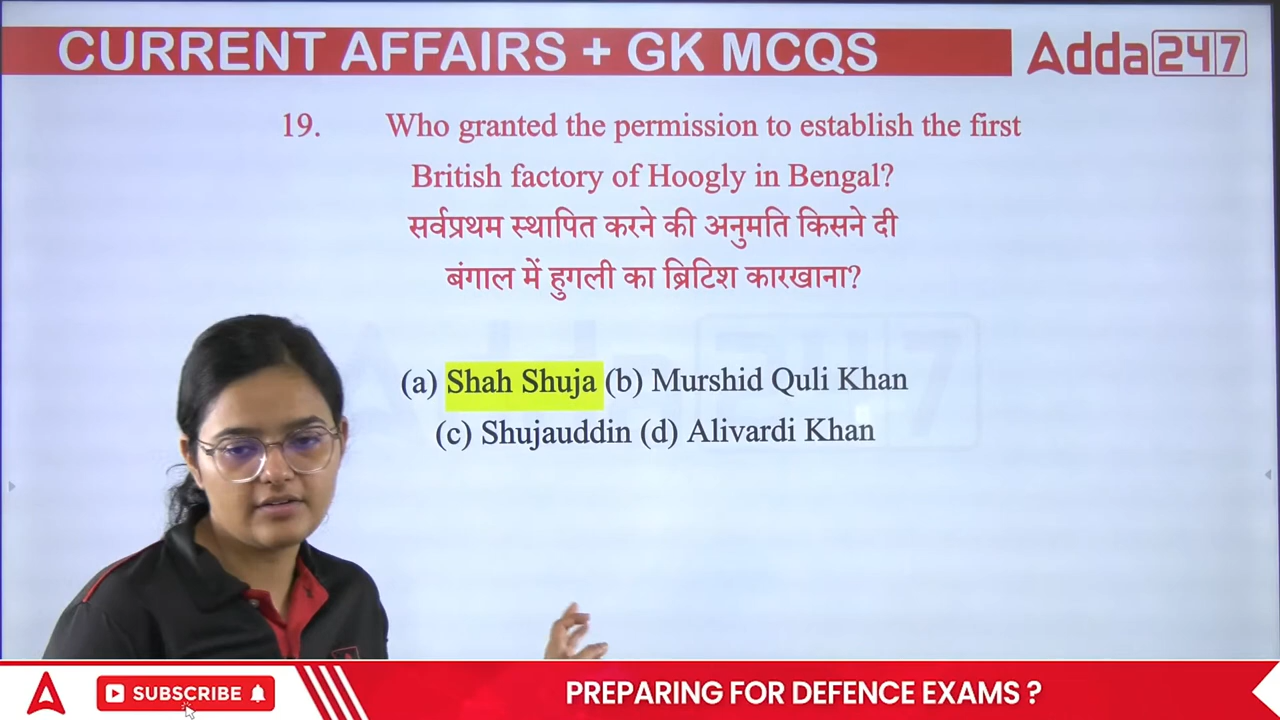 CURRENT AFFAIRS + GK MCQS
Adda247
19. Who granted the permission to establish the first
British factory of Hoogly in Bengal?
सर्वप्रथम स्थापित करने की अनुमति किसने दी
बंगाल में हुगली का ब्रिटिश कारखाना?
Adda247
(a) Shah Shuja (b) Murshid Quli Khan
(c) Shujauddin (d) Alivardi Khan
SUBSCRIBE
PREPARING FOR DEFENCE EXAMS ?